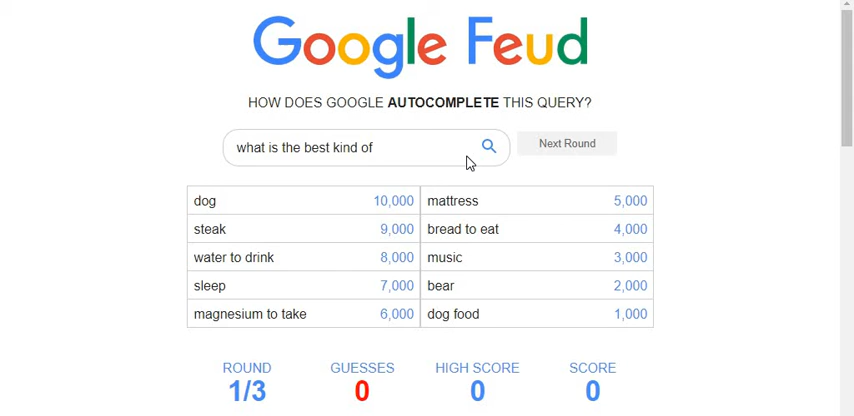 Google Feud
HOW DOES GOOGLE AUTOCOMPLETE THIS QUERY?
what is the best kind of
Next Round
dog 10,000 mattress 5,000
steak 9,000 bread to eat 4,000
water to drink 8,000 music 3,000
sleep 7,000 bear 2,000
magnesium to take 6,000 dog food 1,000
ROUND GUESSES HIGH SCORE SCORE
1/3 0 0 0